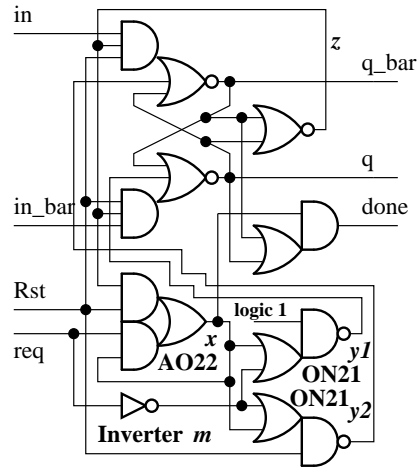 in
z
q_bar
q
in_bar
done
Rst
logic 1
req
x
y1
AO22
ON21
ON21
y2
Inverter m